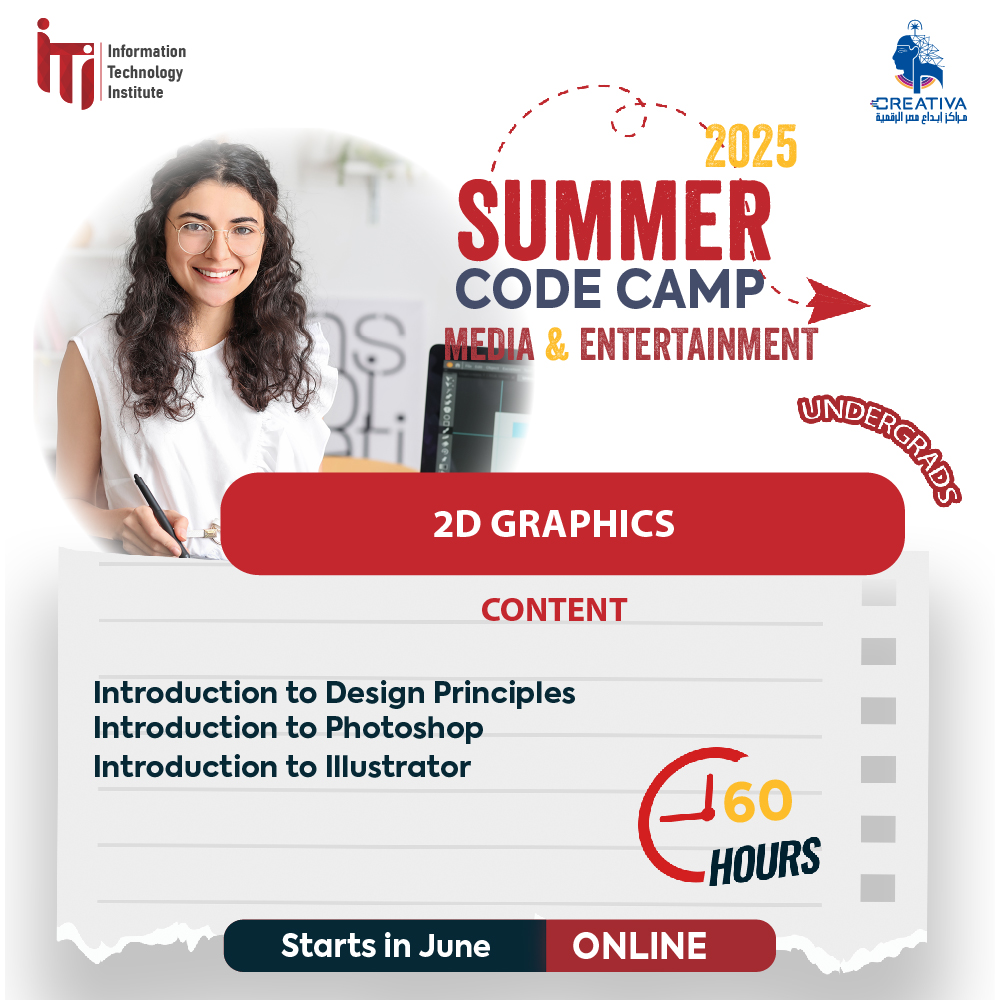 Information
Technology
Institute
CREATIVA
مراكز إبداع مصر الرقمية
2025
SUMMER
CODE CAMP
MEDIA & ENTERTAINMENT
UNDERGRADS
2D GRAPHICS
CONTENT
Introduction to Design Principles
Introduction to Photoshop
Introduction to Illustrator
60
HOURS
Starts in June
ONLINE